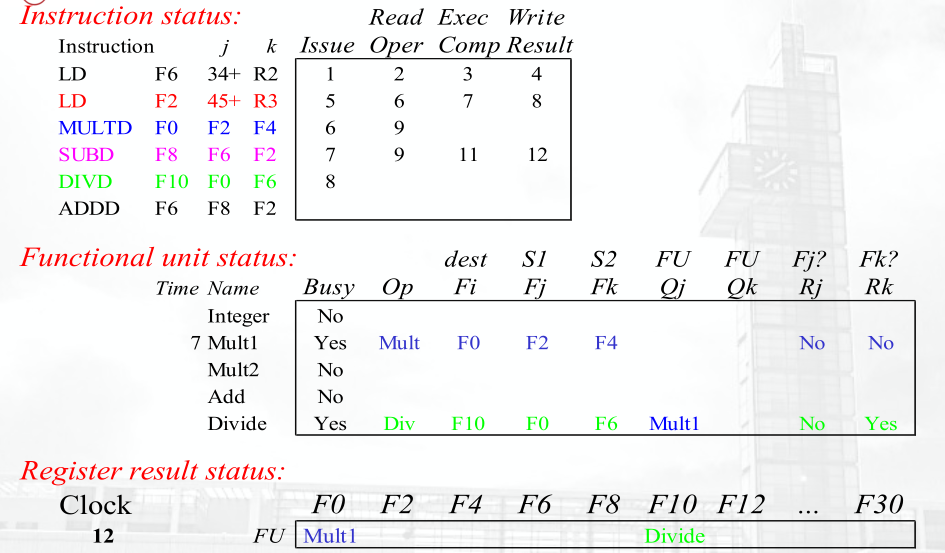 Instruction status: Read Exec Write
Instruction j k Issue Oper Comp Result
LD F6 34+ R2 1 2 3 4
LD F2 45+ R3 5 6 7 8
MULTD F0 F2 F4 6 9
SUBD F8 F6 F2 7 9 11 12
DIVD F10 F0 F6 8
ADDD F6 F8 F2
Functional unit status: dest S1 S2 FU FU Fj? Fk?
Time Name Busy Op Fi Fj Fk Qj Qk Rj Rk
Integer No
7 Mult1 Yes Mult F0 F2 F4 No No
Mult2 No
Add No
Divide Yes Div F10 F0 F6 Mult1 No Yes
Register result status:
Clock F0 F2 F4 F6 F8 F10 F12 ... F30
12 FU Mult1 Divide